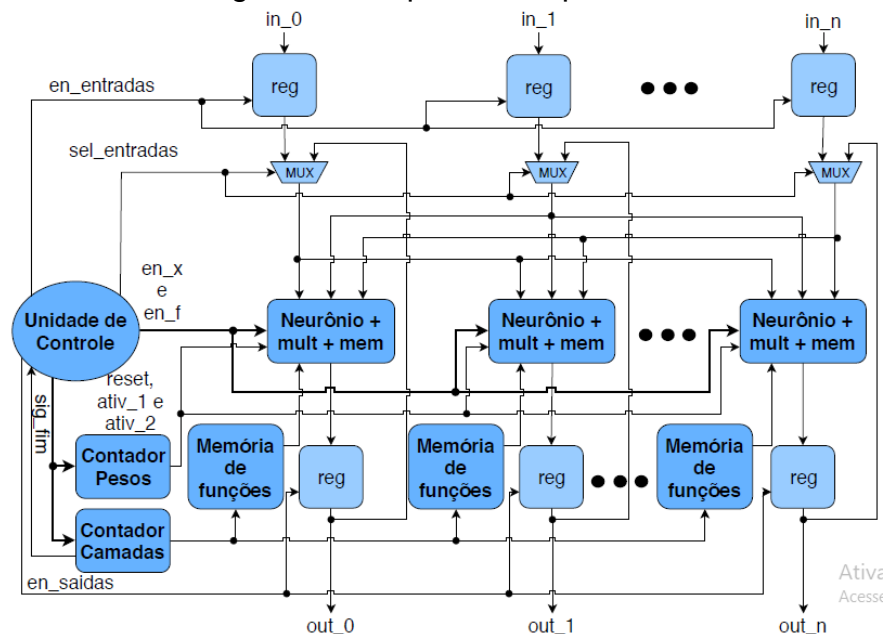 in_0
in_1
in_n
en_entradas
reg
reg
reg
sel_entradas
MUX
MUX
MUX
en_x
e
en_f
Unidade de
Controle
Neurônio +
mult + mem
Neurônio +
mult + mem
Neurônio +
mult + mem
reset,
ativ_1 e
ativ_2
sig_fim
Contador
Pesos
Memória
de
funções
reg
Memória
de
funções
reg
Memória
de
funções
reg
Contador
Camadas
en_saidas
out_0
out_1
out_n
Ativa
Acesse